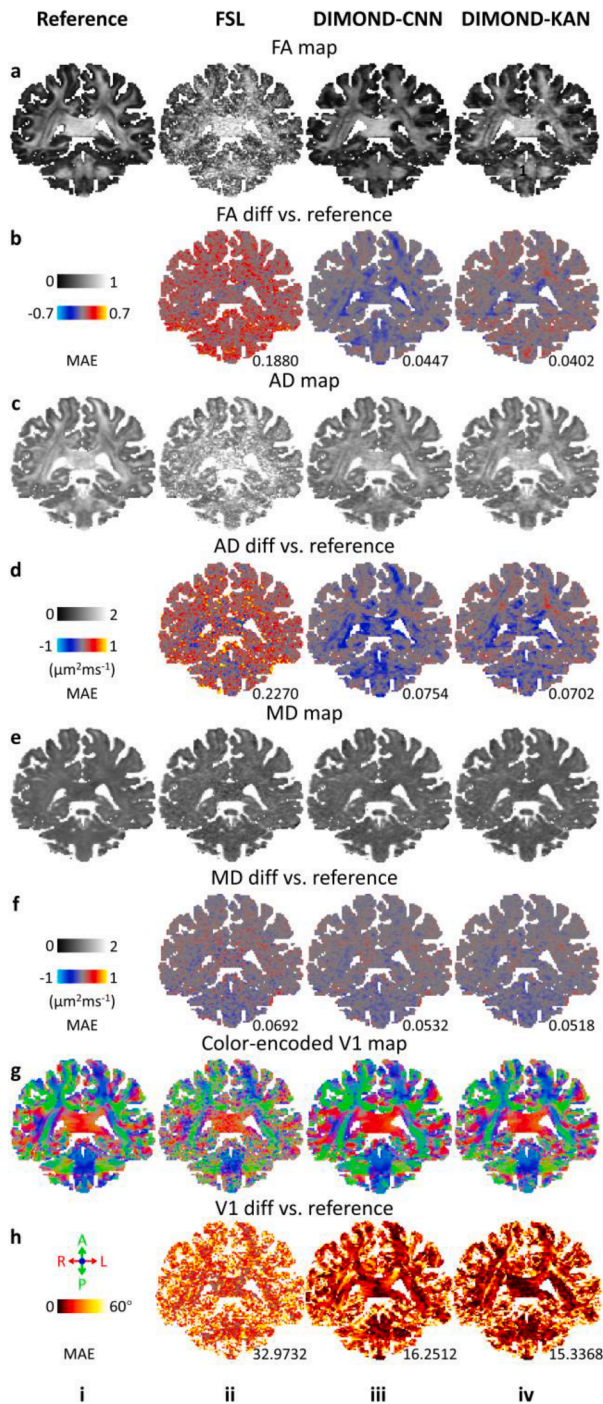 Reference FSL DIMOND-CNN DIMOND-KAN
FA map
a
1
FA diff vs. reference
b
0 1
-0.7 0.7
MAE 0.1880 0.0447 0.0402
AD map
c
AD diff vs. reference
d
0 2
-1 1
(μm²ms⁻¹)
MAE 0.2270 0.0754 0.0702
MD map
e
MD diff vs. reference
f
0 2
-1 1
(μm²ms⁻¹)
MAE 0.0692 0.0532 0.0518
Color-encoded V1 map
g
V1 diff vs. reference
h
A
R L
P
0 60°
MAE 32.9732 16.2512 15.3368
i ii iii iv